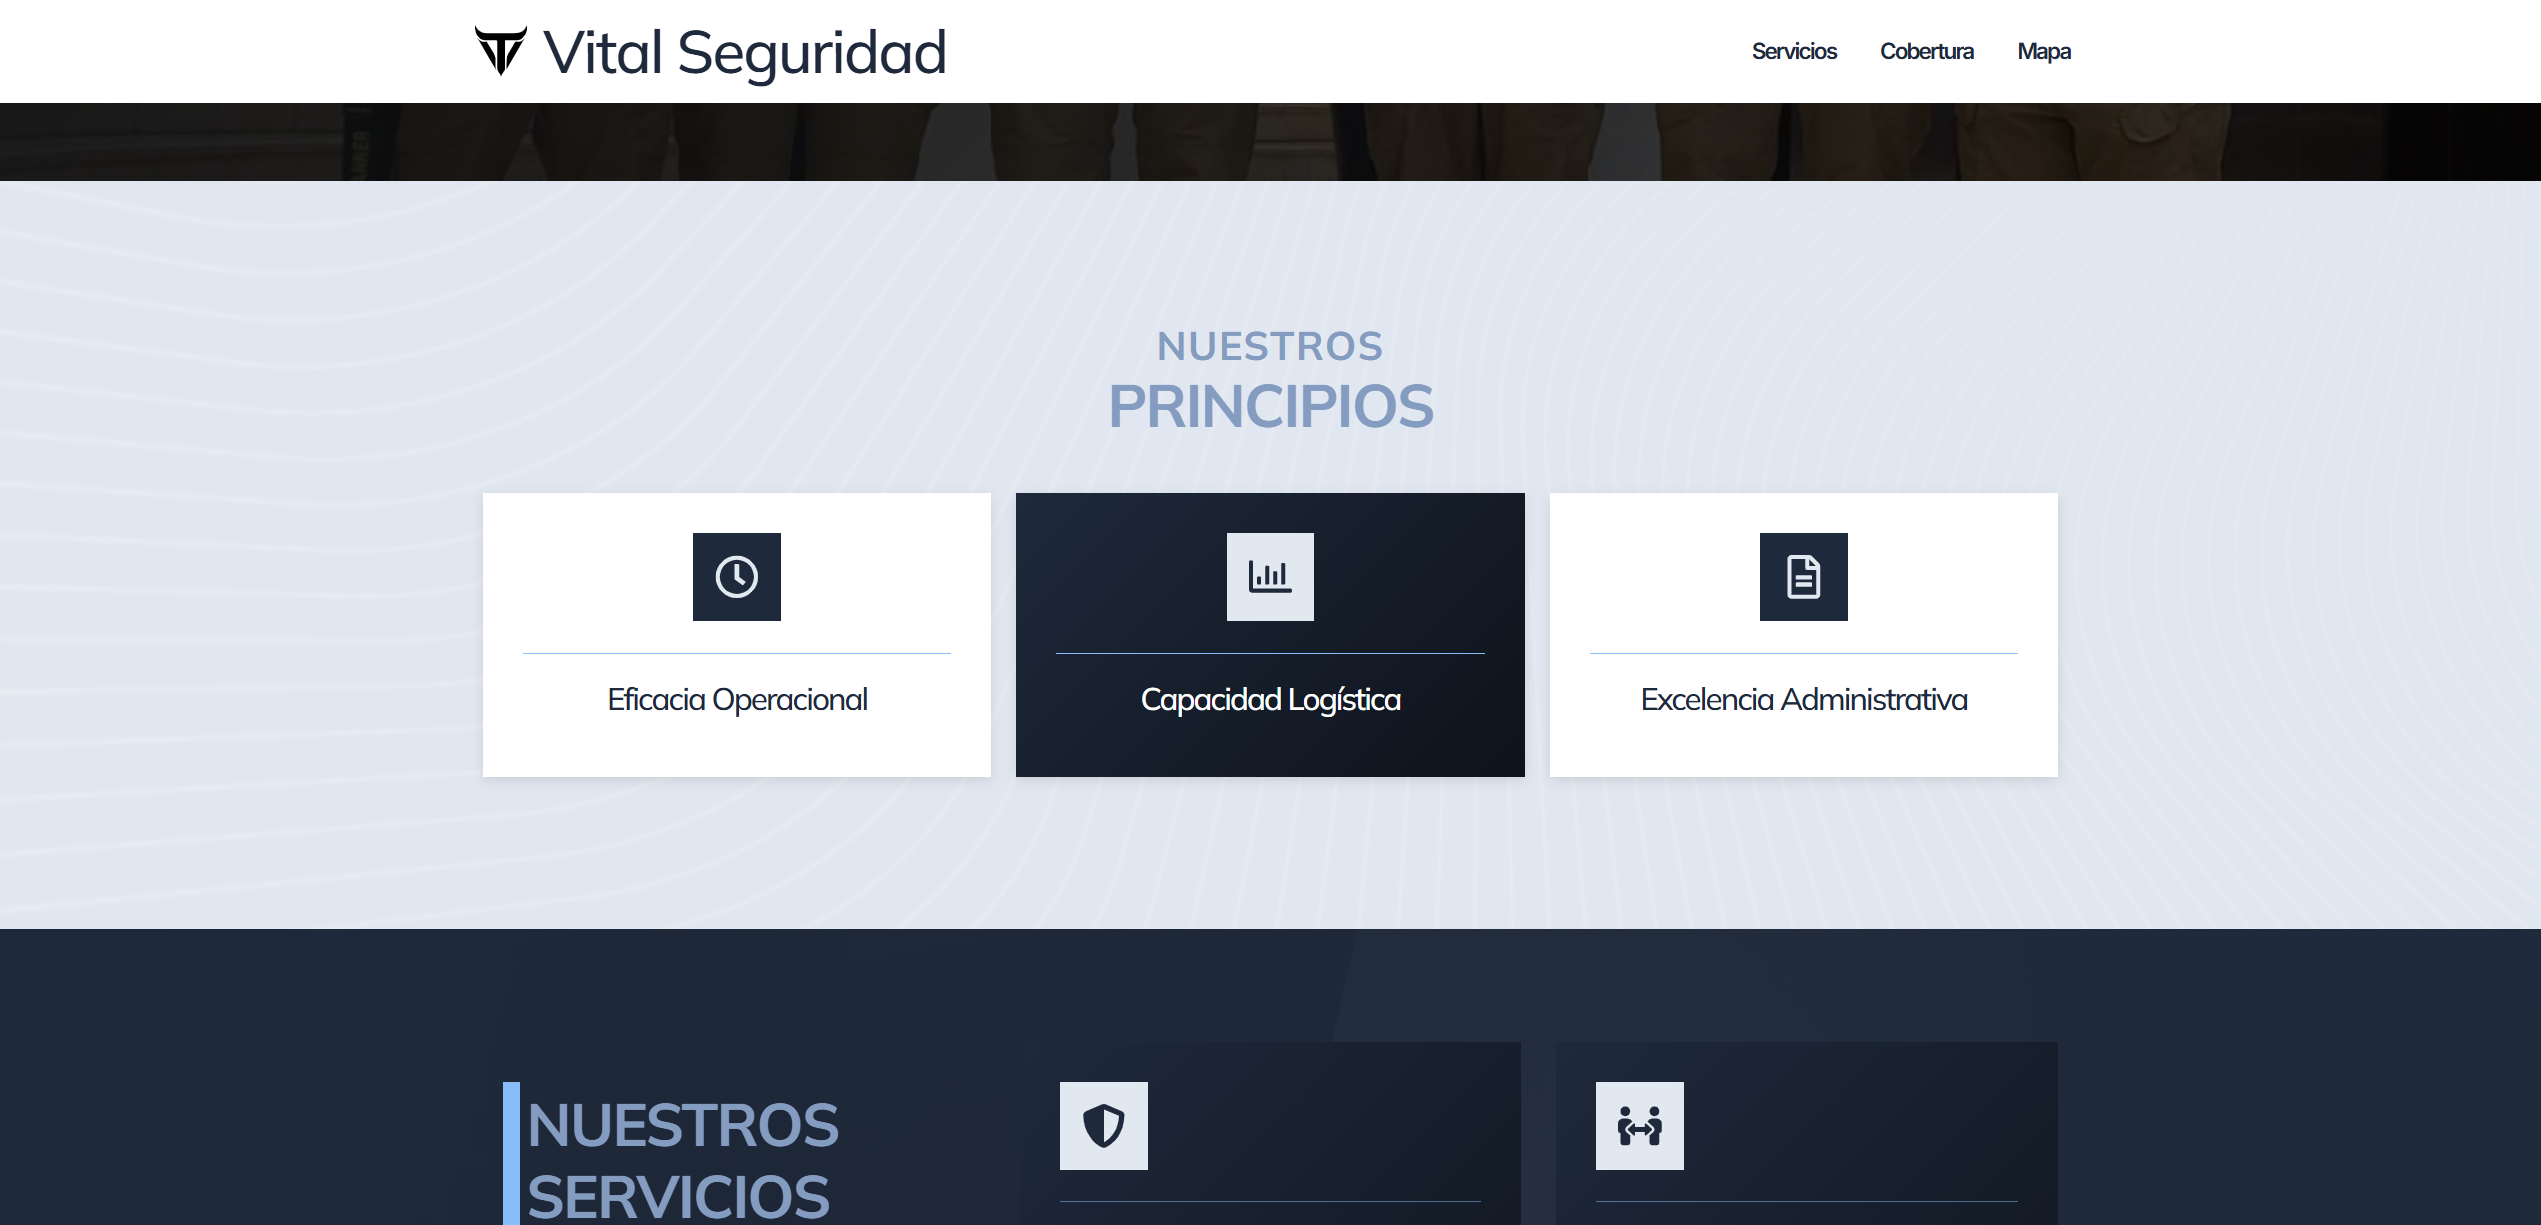 Vital Seguridad
Servicios Cobertura Mapa
NUESTROS
PRINCIPIOS
Eficacia Operacional
Capacidad Logística
Excelencia Administrativa
NUESTROS
SERVICIOS